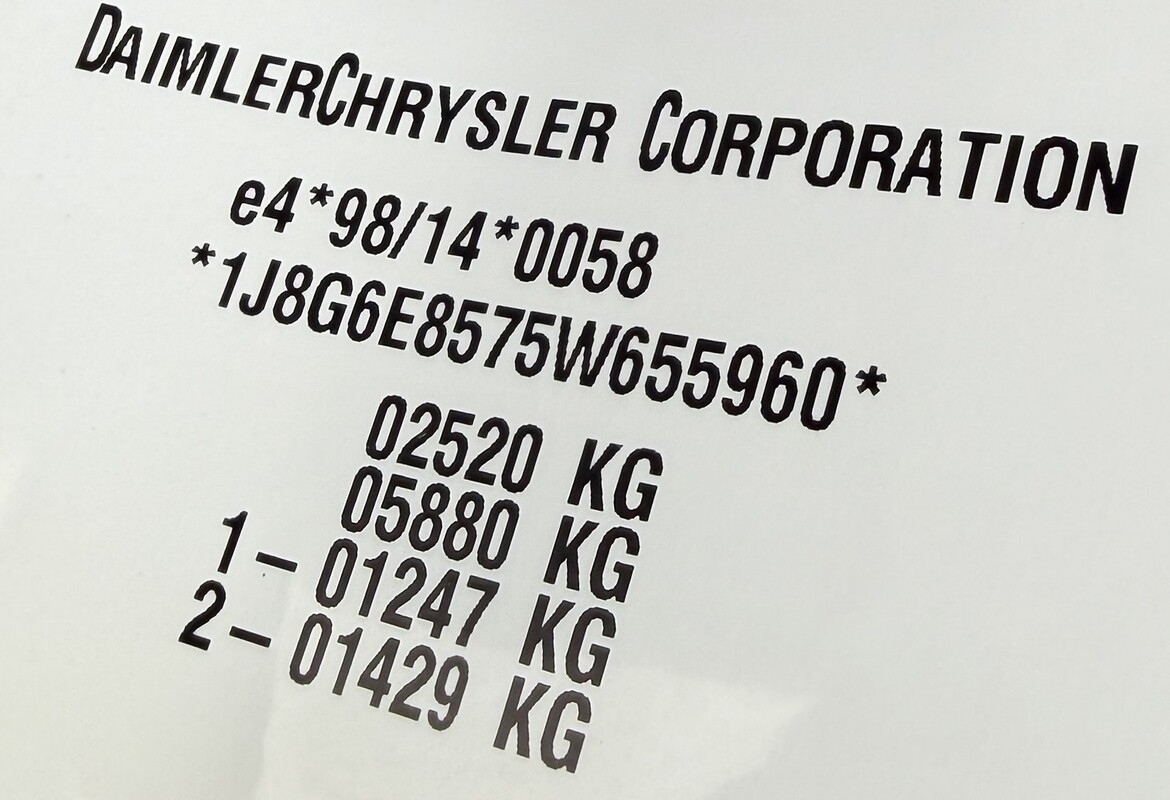 DAIMLERCHRYSLER CORPORATION
e4*98/14*0058
*1J8G6E8575W655960*
02520 KG
05880 KG
1 – 01247 KG
2 – 01429 KG